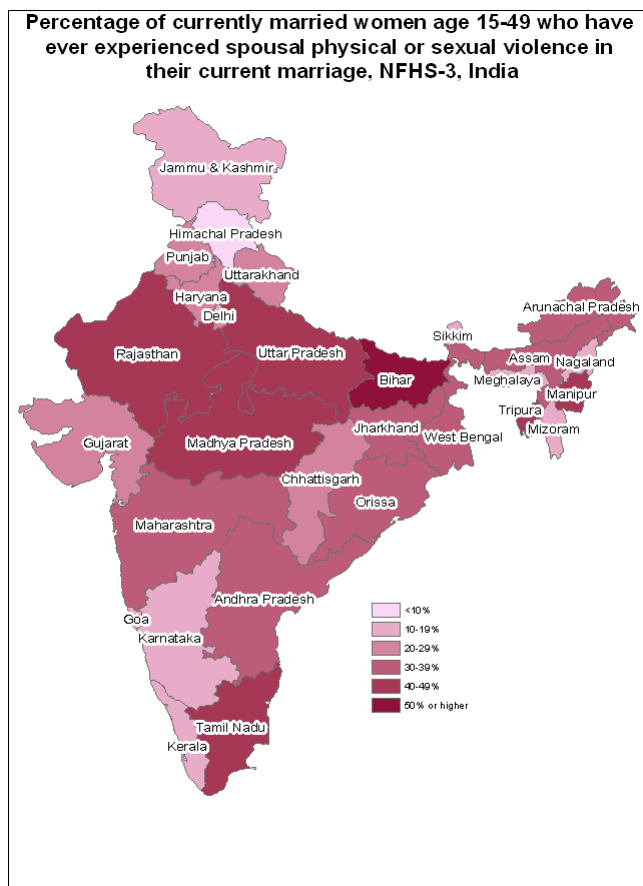 Percentage of currently married women age 15-49 who have
ever experienced spousal physical or sexual violence in
their current marriage, NFHS-3, India
Jammu & Kashmir
Himachal Pradesh
Punjab
Uttarakhand
Haryana
Delhi
Arunachal Pradesh
Sikkim
Rajasthan
Uttar Pradesh
Assam
Nagaland
Bihar
Meghalaya
Manipur
Tripura
Mizoram
Gujarat
Madhya Pradesh
Jharkhand
West Bengal
Chhattisgarh
Orissa
Maharashtra
Andhra Pradesh
Goa
Karnataka
Tamil Nadu
Kerala
<10%
10-19%
20-29%
30-39%
40-49%
50% or higher